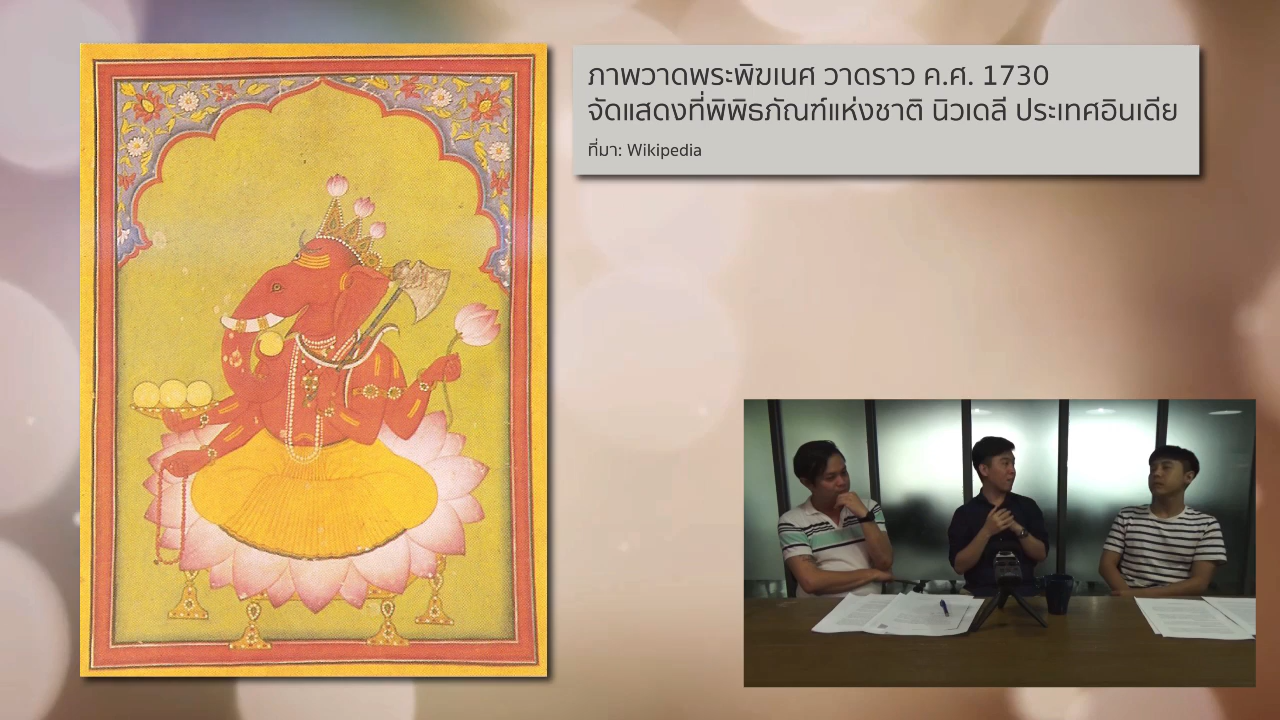 ภาพวาดพระพิฆเนศ วาดราว ค.ศ. 1730
จัดแสดงที่พิพิธภัณฑ์แห่งชาติ นิวเดลี ประเทศอินเดีย
ที่มา: Wikipedia